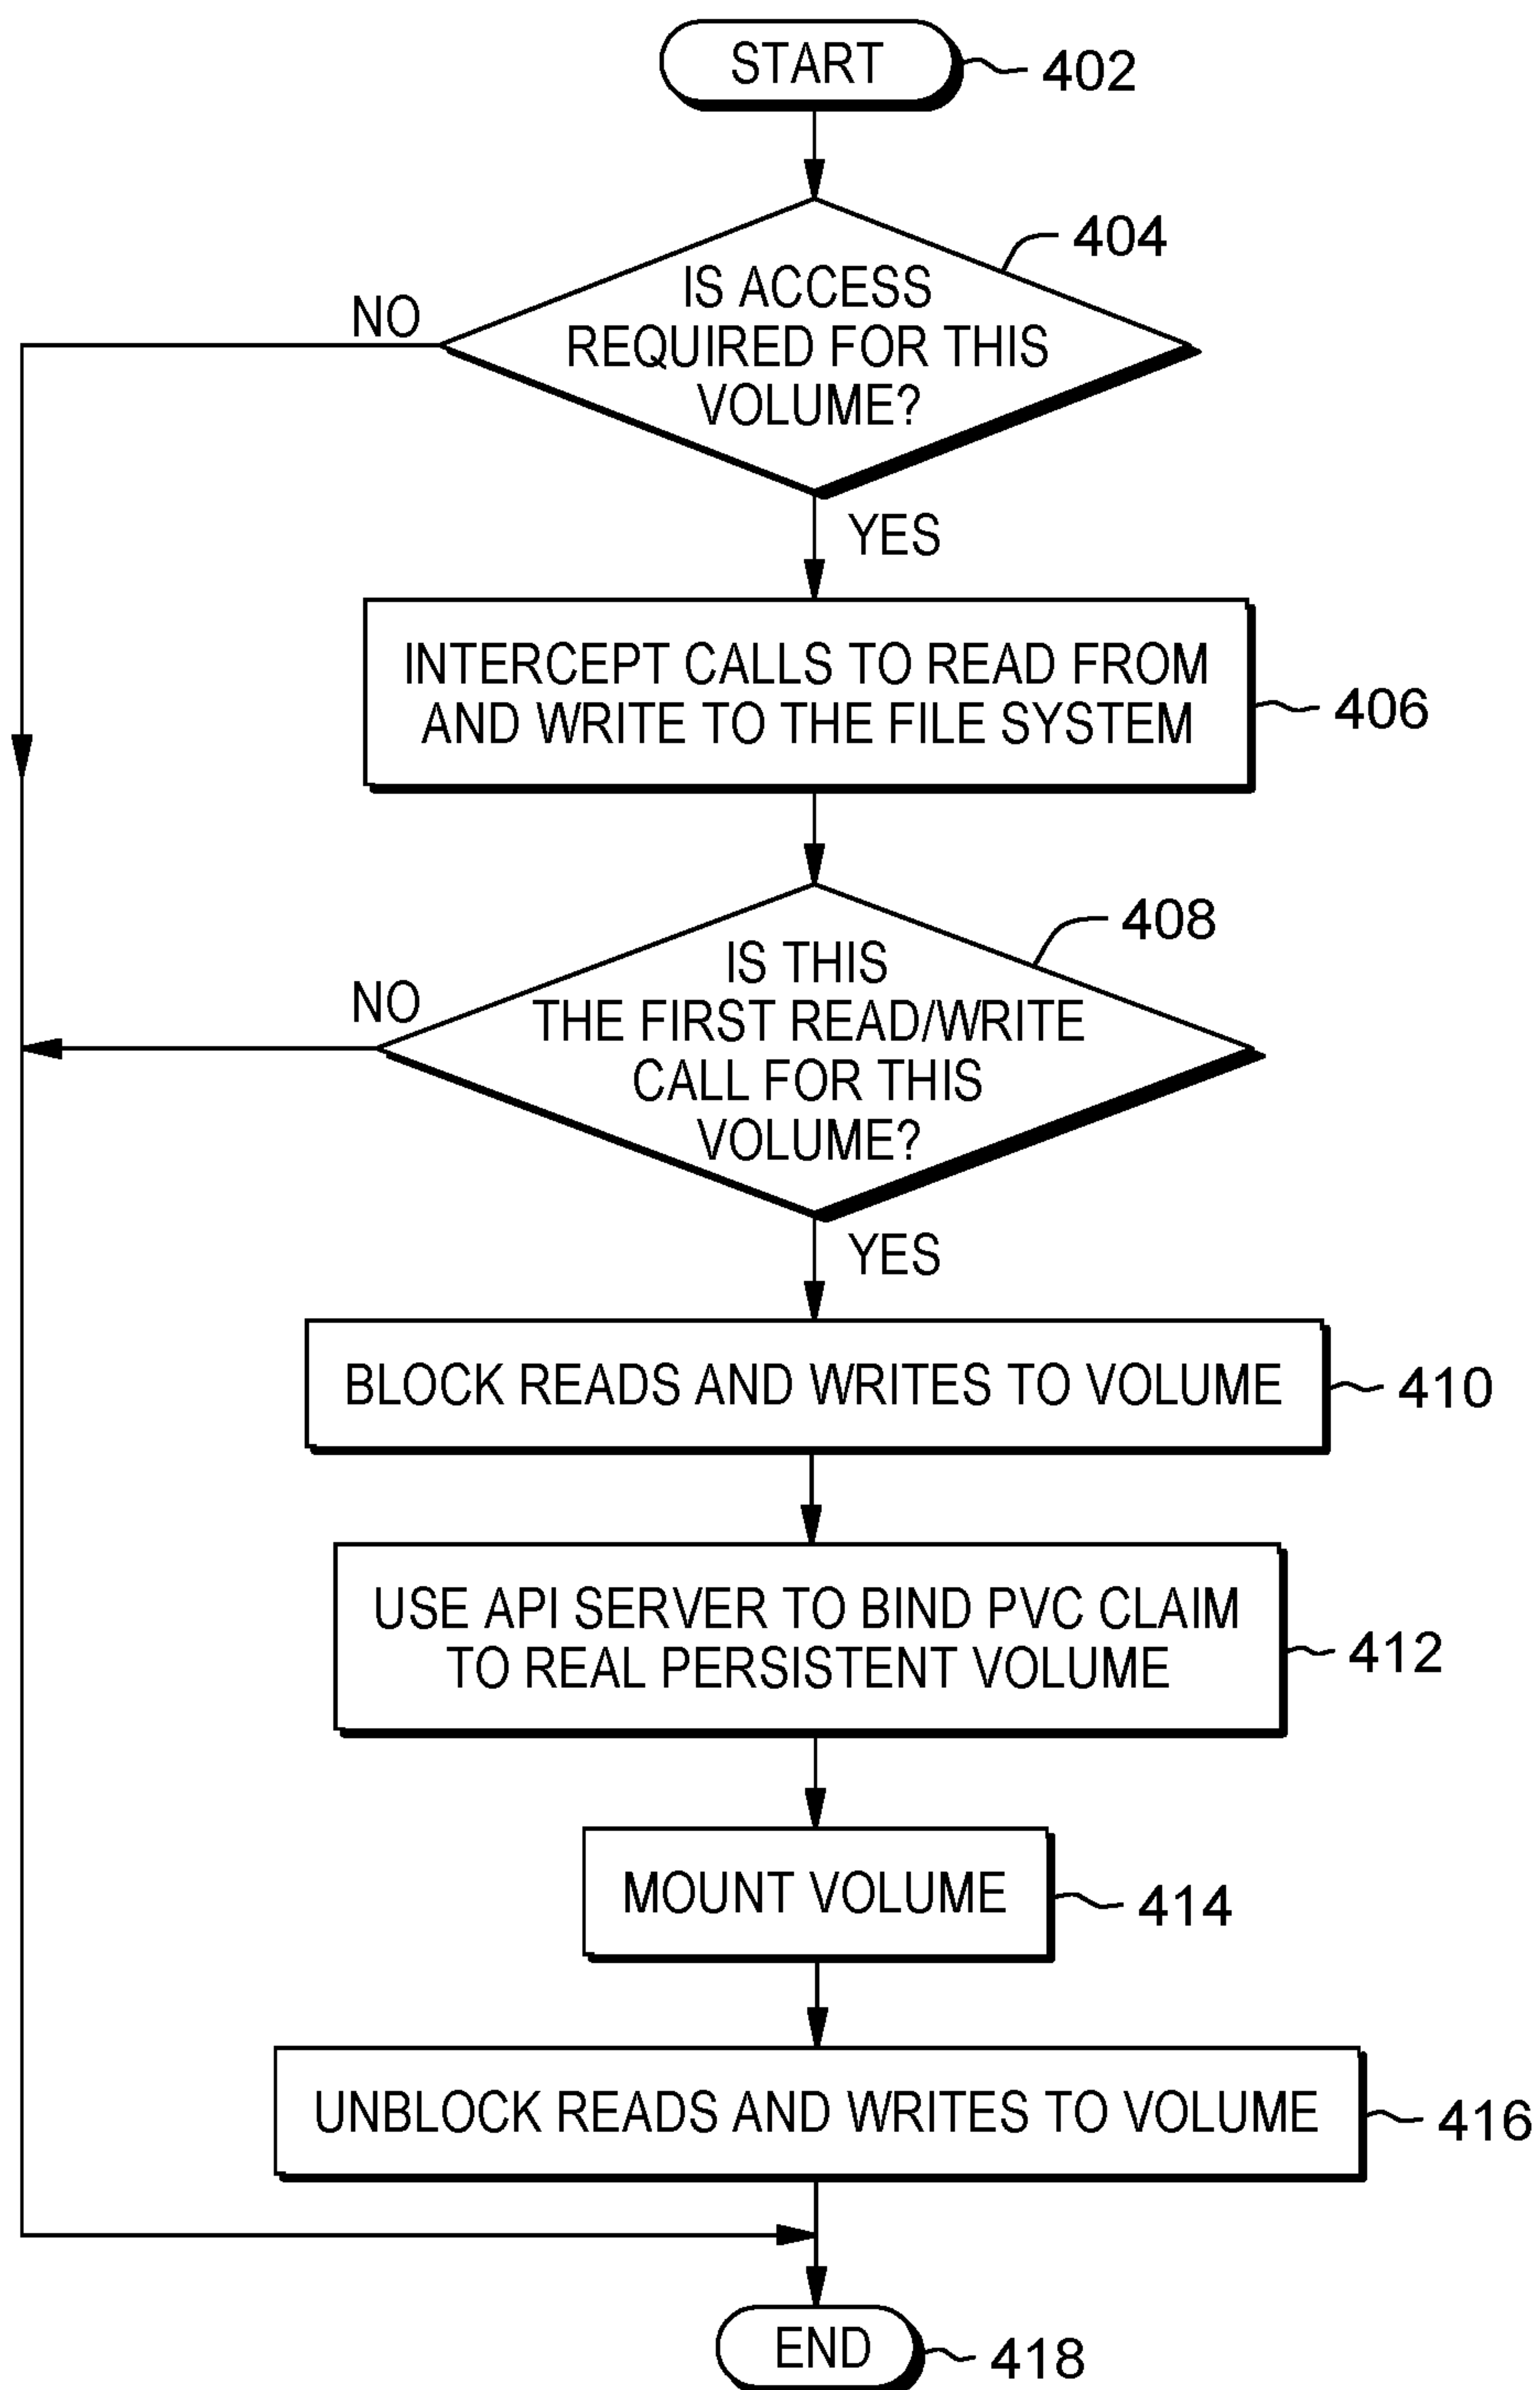 START
402
404
IS ACCESS
REQUIRED FOR THIS
VOLUME?
NO
YES
INTERCEPT CALLS TO READ FROM
AND WRITE TO THE FILE SYSTEM
406
408
IS THIS
THE FIRST READ/WRITE
CALL FOR THIS
VOLUME?
NO
YES
BLOCK READS AND WRITES TO VOLUME
410
USE API SERVER TO BIND PVC CLAIM
TO REAL PERSISTENT VOLUME
412
MOUNT VOLUME
414
UNBLOCK READS AND WRITES TO VOLUME
416
END
418